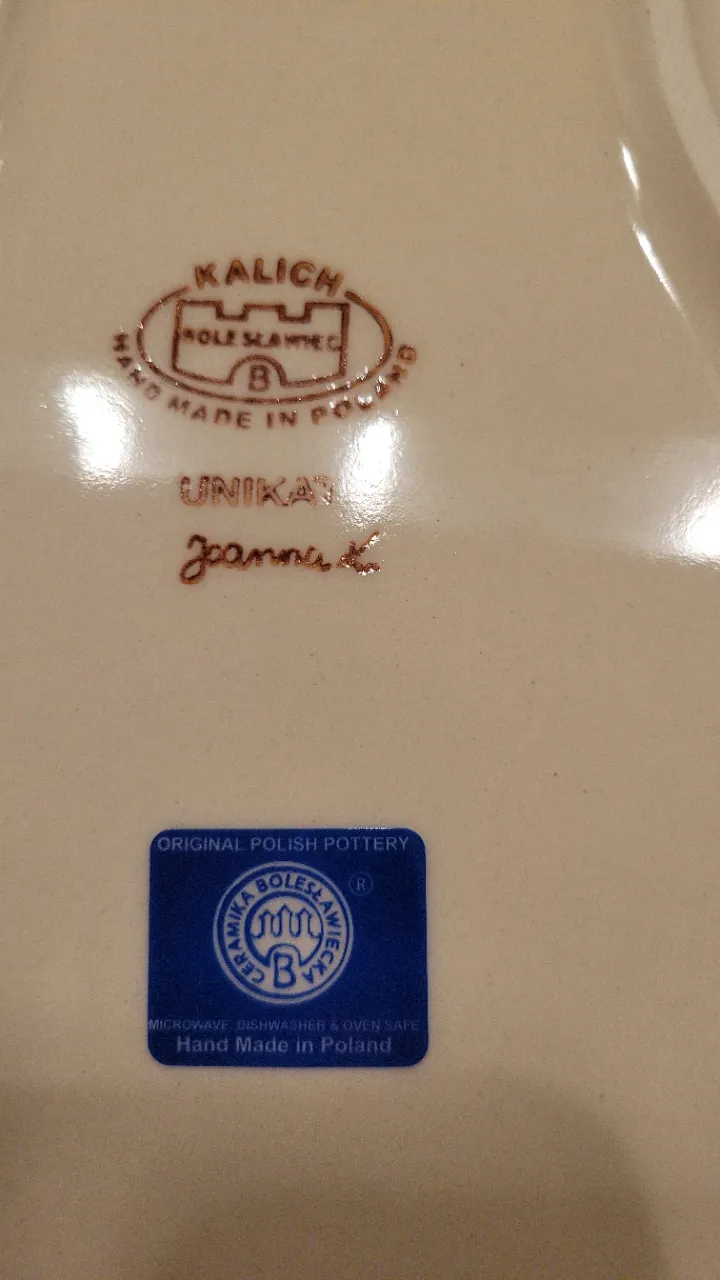 KALICH
BOLESŁAWIEC
B
HAND MADE IN POLAND
UNIKAT
Joanna K.
ORIGINAL POLISH POTTERY
®
CERAMIKA BOLESŁAWIECKA
B
MICROWAVE, DISHWASHER & OVEN SAFE
Hand Made in Poland